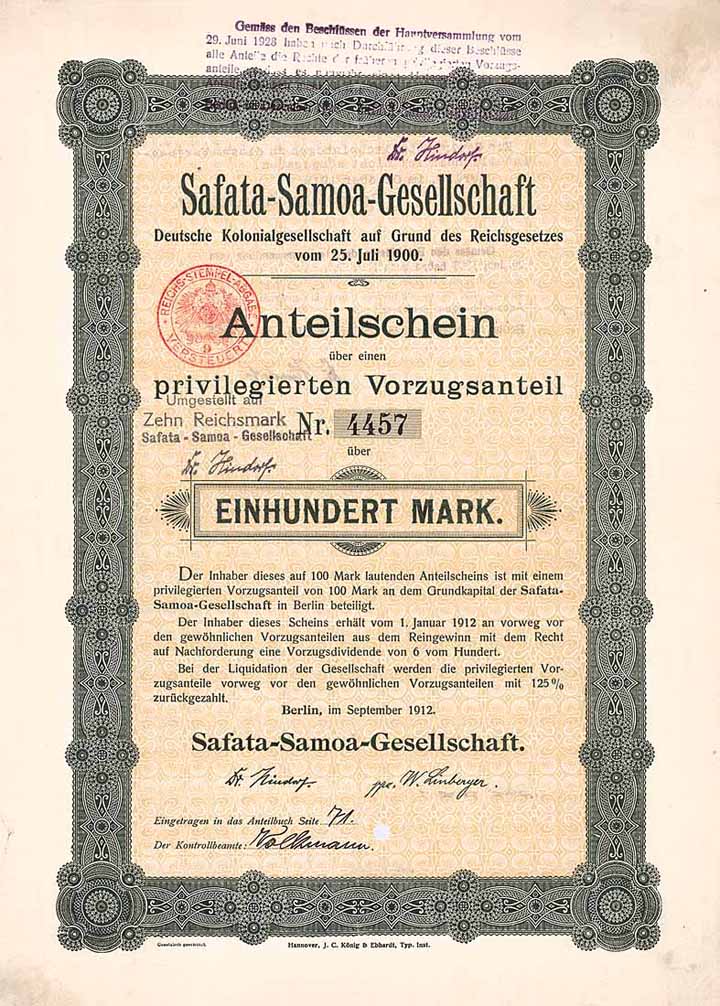 Gemäss den Beschlüssen der Hauptversammlung vom
29. Juni 1928 haben nach Durchführung dieser Beschlüsse
alle Anteile die Rechte der früheren privilegierten Vorzugs-
anteile
Dr. Hindorf
Safata-Samoa-Gesellschaft
Deutsche Kolonialgesellschaft auf Grund des Reichsgesetzes
vom 25. Juli 1900.
REICHS-STEMPEL-ABGABE
VERSTEUERT
9
Anteilschein
über einen
privilegierten Vorzugsanteil
Umgestellt auf
Zehn Reichsmark
Safata - Samoa - Gesellschaft
Nr. 4457
über
Dr. Hindorf
EINHUNDERT MARK.
Der Inhaber dieses auf 100 Mark lautenden Anteilscheins ist mit einem
privilegierten Vorzugsanteil von 100 Mark an dem Grundkapital der Safata-
Samoa-Gesellschaft in Berlin beteiligt.
Der Inhaber dieses Scheins erhält vom 1. Januar 1912 an vorweg vor
den gewöhnlichen Vorzugsanteilen aus dem Reingewinn mit dem Recht
auf Nachforderung eine Vorzugsdividende von 6 vom Hundert.
Bei der Liquidation der Gesellschaft werden die privilegierten Vor-
zugsanteile vorweg vor den gewöhnlichen Vorzugsanteilen mit 125%
zurückgezahlt.
Berlin, im September 1912.
Safata-Samoa-Gesellschaft.
Dr. Hindorf ppa. W. Linberger.
Eingetragen in das Anteilbuch Seite 71.
Der Kontrollbeamte: Volkmann.
Gesetzlich geschützt.
Hannover, J. C. König & Ebhardt, Typ. Inst.